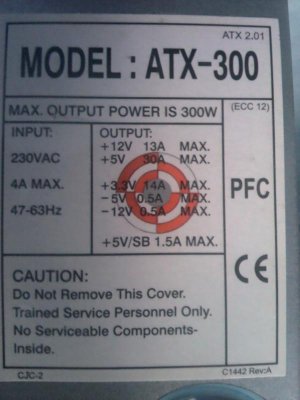 ATX 2.01
MODEL : ATX-300
MAX. OUTPUT POWER IS 300W
(ECC 12)
INPUT:
230VAC
4A MAX.
47-63Hz
OUTPUT:
+12V 13A MAX.
+5V 30A MAX.
+3.3V 14A MAX.
-5V 0.5A MAX.
-12V 0.5A MAX.
+5V/SB 1.5A MAX.
PFC
CE
CAUTION:
Do Not Remove This Cover.
Trained Service Personnel Only.
No Serviceable Components-
Inside.
CJC-2
C1442 Rev:A